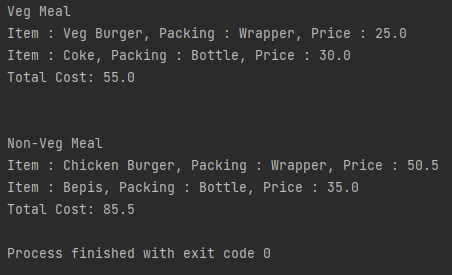 Veg Meal
Item : Veg Burger, Packing : Wrapper, Price : 25.0
Item : Coke, Packing : Bottle, Price : 30.0
Total Cost: 55.0
Non-Veg Meal
Item : Chicken Burger, Packing : Wrapper, Price : 50.5
Item : Bepis, Packing : Bottle, Price : 35.0
Total Cost: 85.5
Process finished with exit code 0